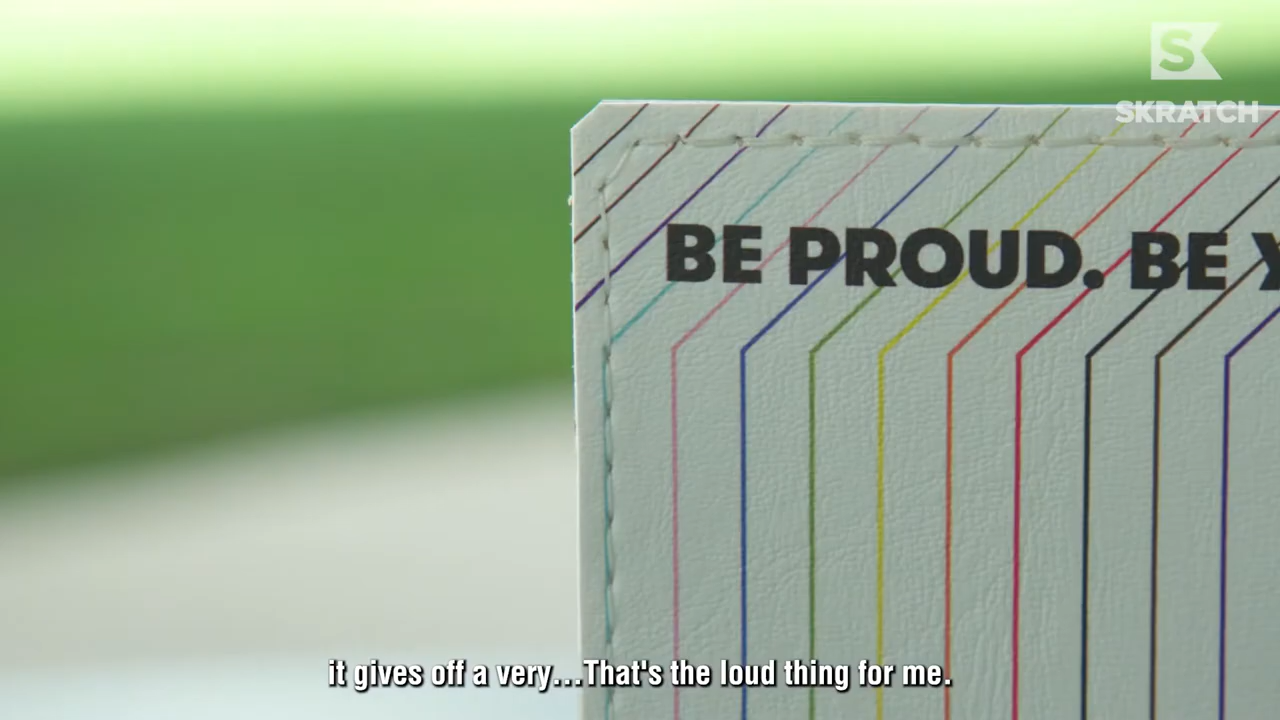 S
SKRATCH
BE PROUD. BE
it gives off a very...That's the loud thing for me.